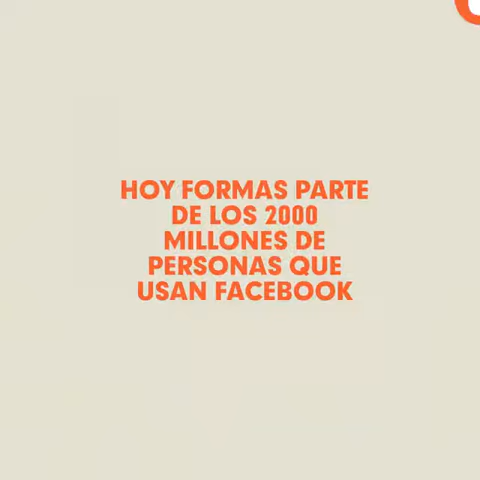 HOY FORMAS PARTE
DE LOS 2000
MILLONES DE
PERSONAS QUE
USAN FACEBOOK